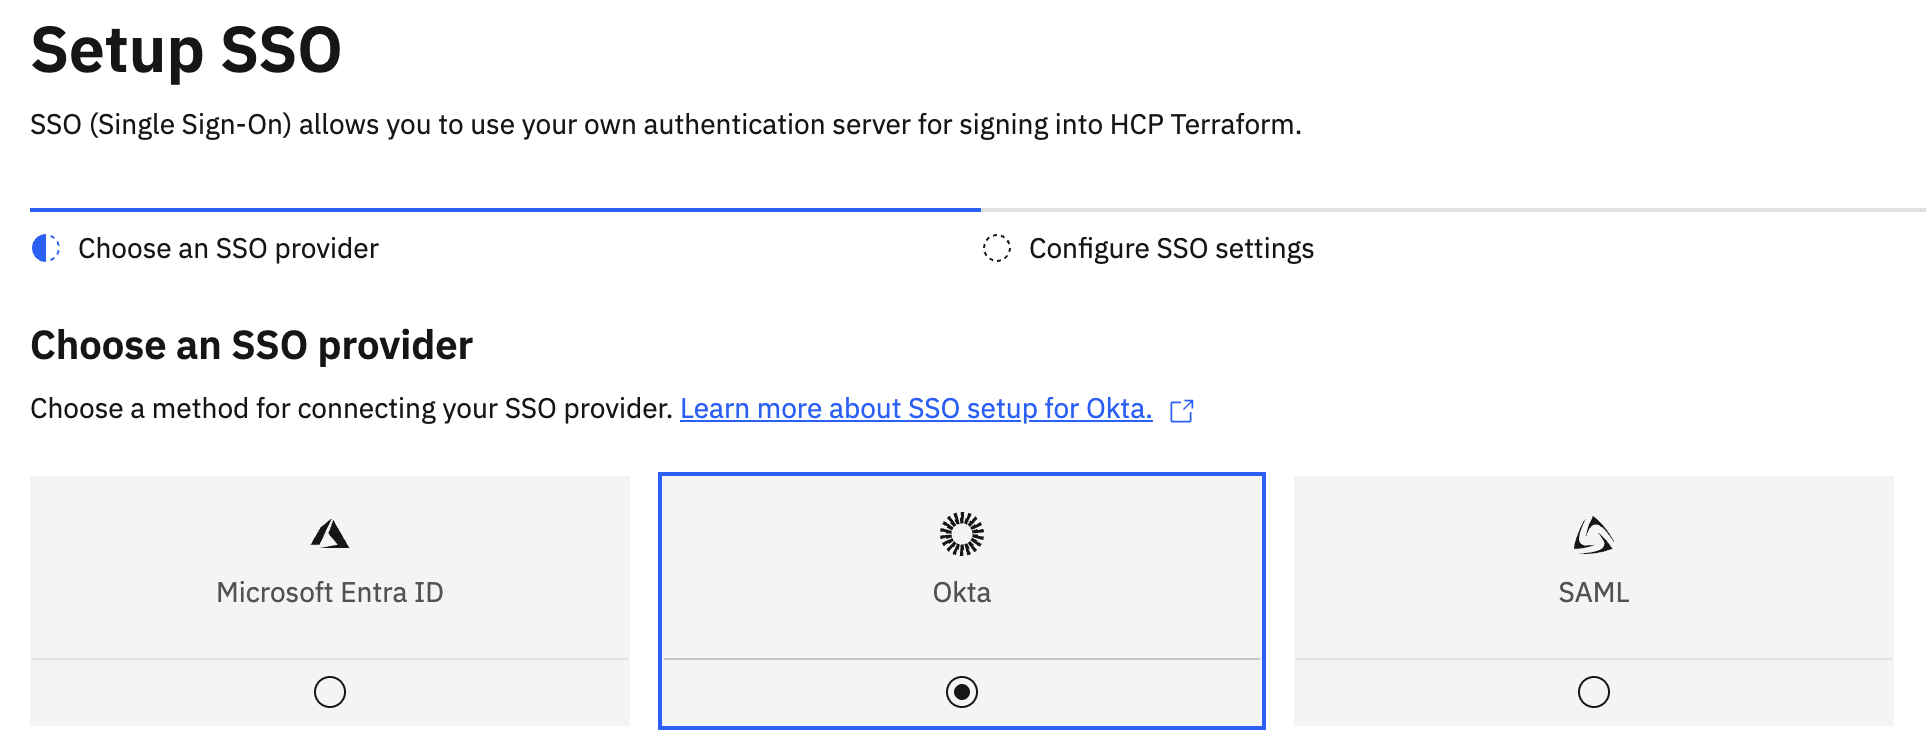 Setup SSO
SSO (Single Sign-On) allows you to use your own authentication server for signing into HCP Terraform.
Choose an SSO provider
Configure SSO settings
Choose an SSO provider
Choose a method for connecting your SSO provider. Learn more about SSO setup for Okta.
Microsoft Entra ID
Okta
SAML